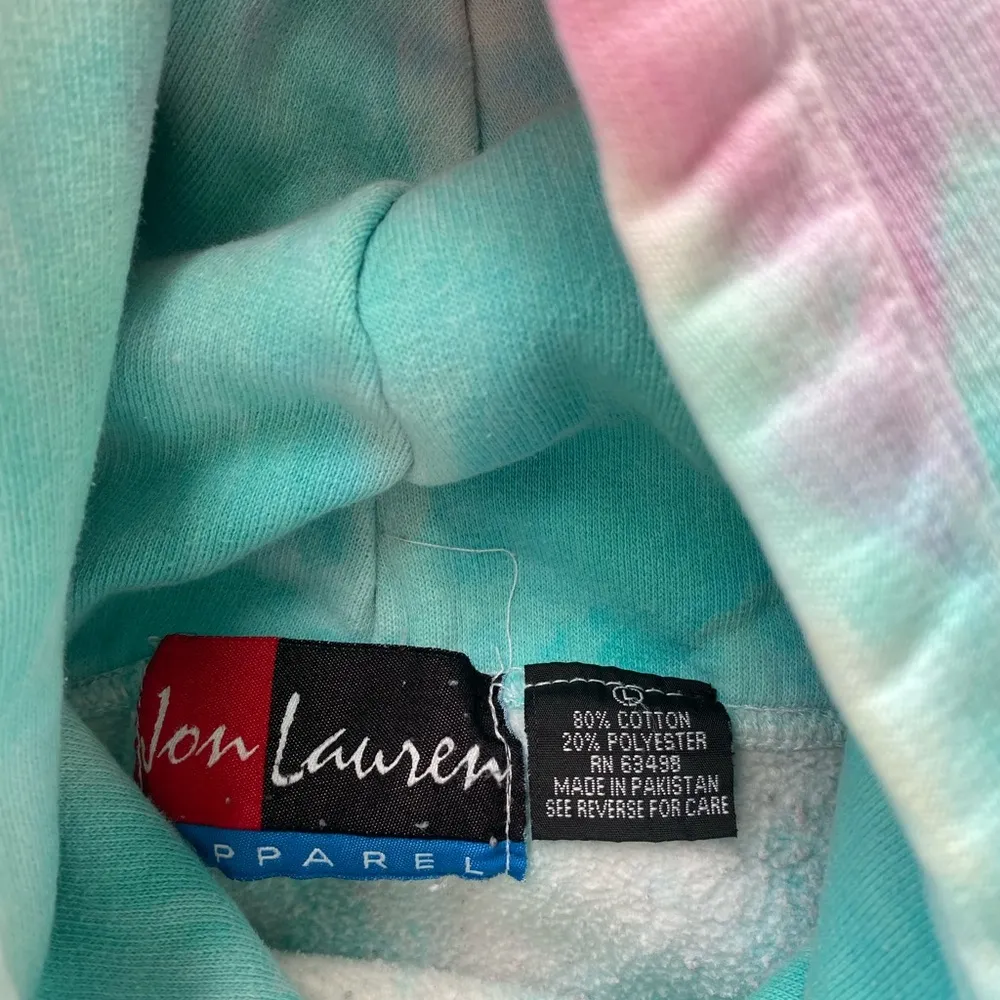 Jon Lauren
PPAREL
L
80% COTTON
20% POLYESTER
RN 63498
MADE IN PAKISTAN
SEE REVERSE FOR CARE